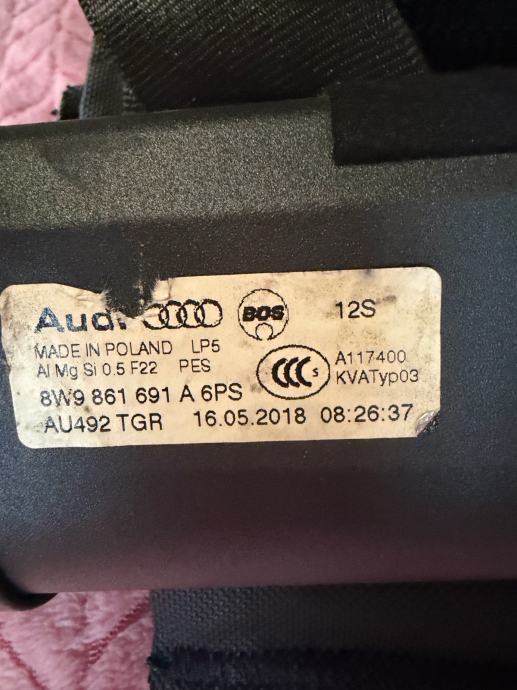 Audi BOS 12S
MADE IN POLAND LP5
Al Mg Si 0.5 F22 PES
CCC S A117400
KVATyp03
8W9 861 691 A 6PS
AU492 TGR 16.05.2018 08:26:37